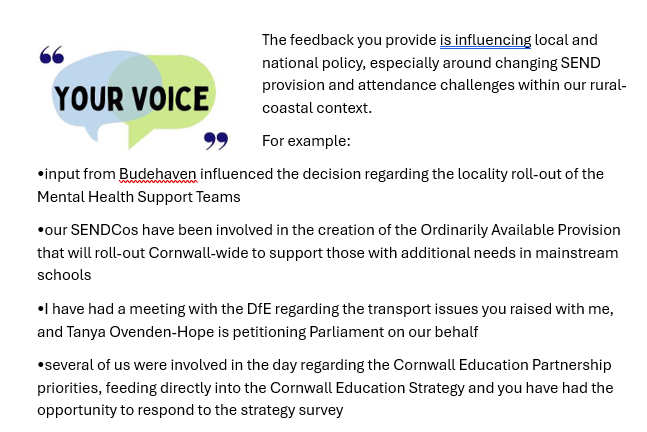 “
YOUR VOICE
”
The feedback you provide is influencing local and
national policy, especially around changing SEND
provision and attendance challenges within our rural-
coastal context.
For example:
•input from Budehaven influenced the decision regarding the locality roll-out of the
Mental Health Support Teams
•our SENDCos have been involved in the creation of the Ordinarily Available Provision
that will roll-out Cornwall-wide to support those with additional needs in mainstream
schools
•I have had a meeting with the DfE regarding the transport issues you raised with me,
and Tanya Ovenden-Hope is petitioning Parliament on our behalf
•several of us were involved in the day regarding the Cornwall Education Partnership
priorities, feeding directly into the Cornwall Education Strategy and you have had the
opportunity to respond to the strategy survey